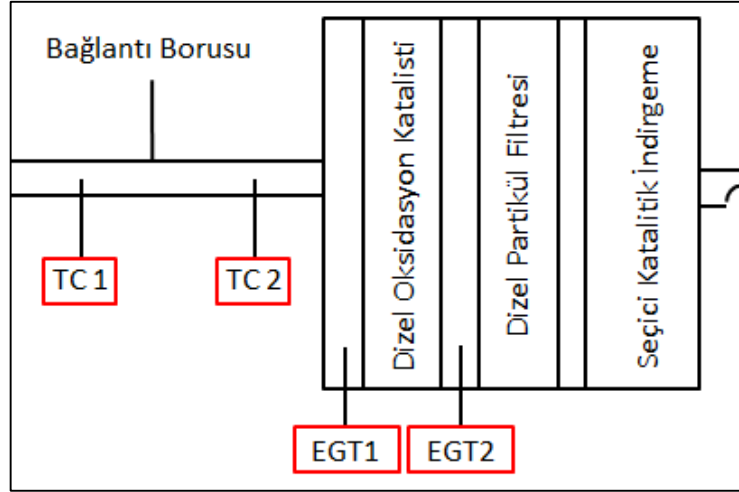 Bağlantı Borusu
TC 1
TC 2
Dizel Oksidasyon Katalisti
Dizel Partikül Filtresi
Seçici Katalitik İndirgeme
EGT1
EGT2